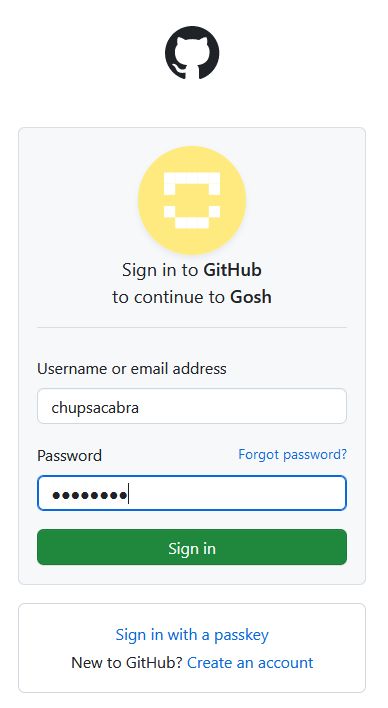 Sign in to GitHub
to continue to Gosh
Username or email address
chupsacabra
Password Forgot password?
●●●●●●●●
Sign in
Sign in with a passkey
New to GitHub? Create an account